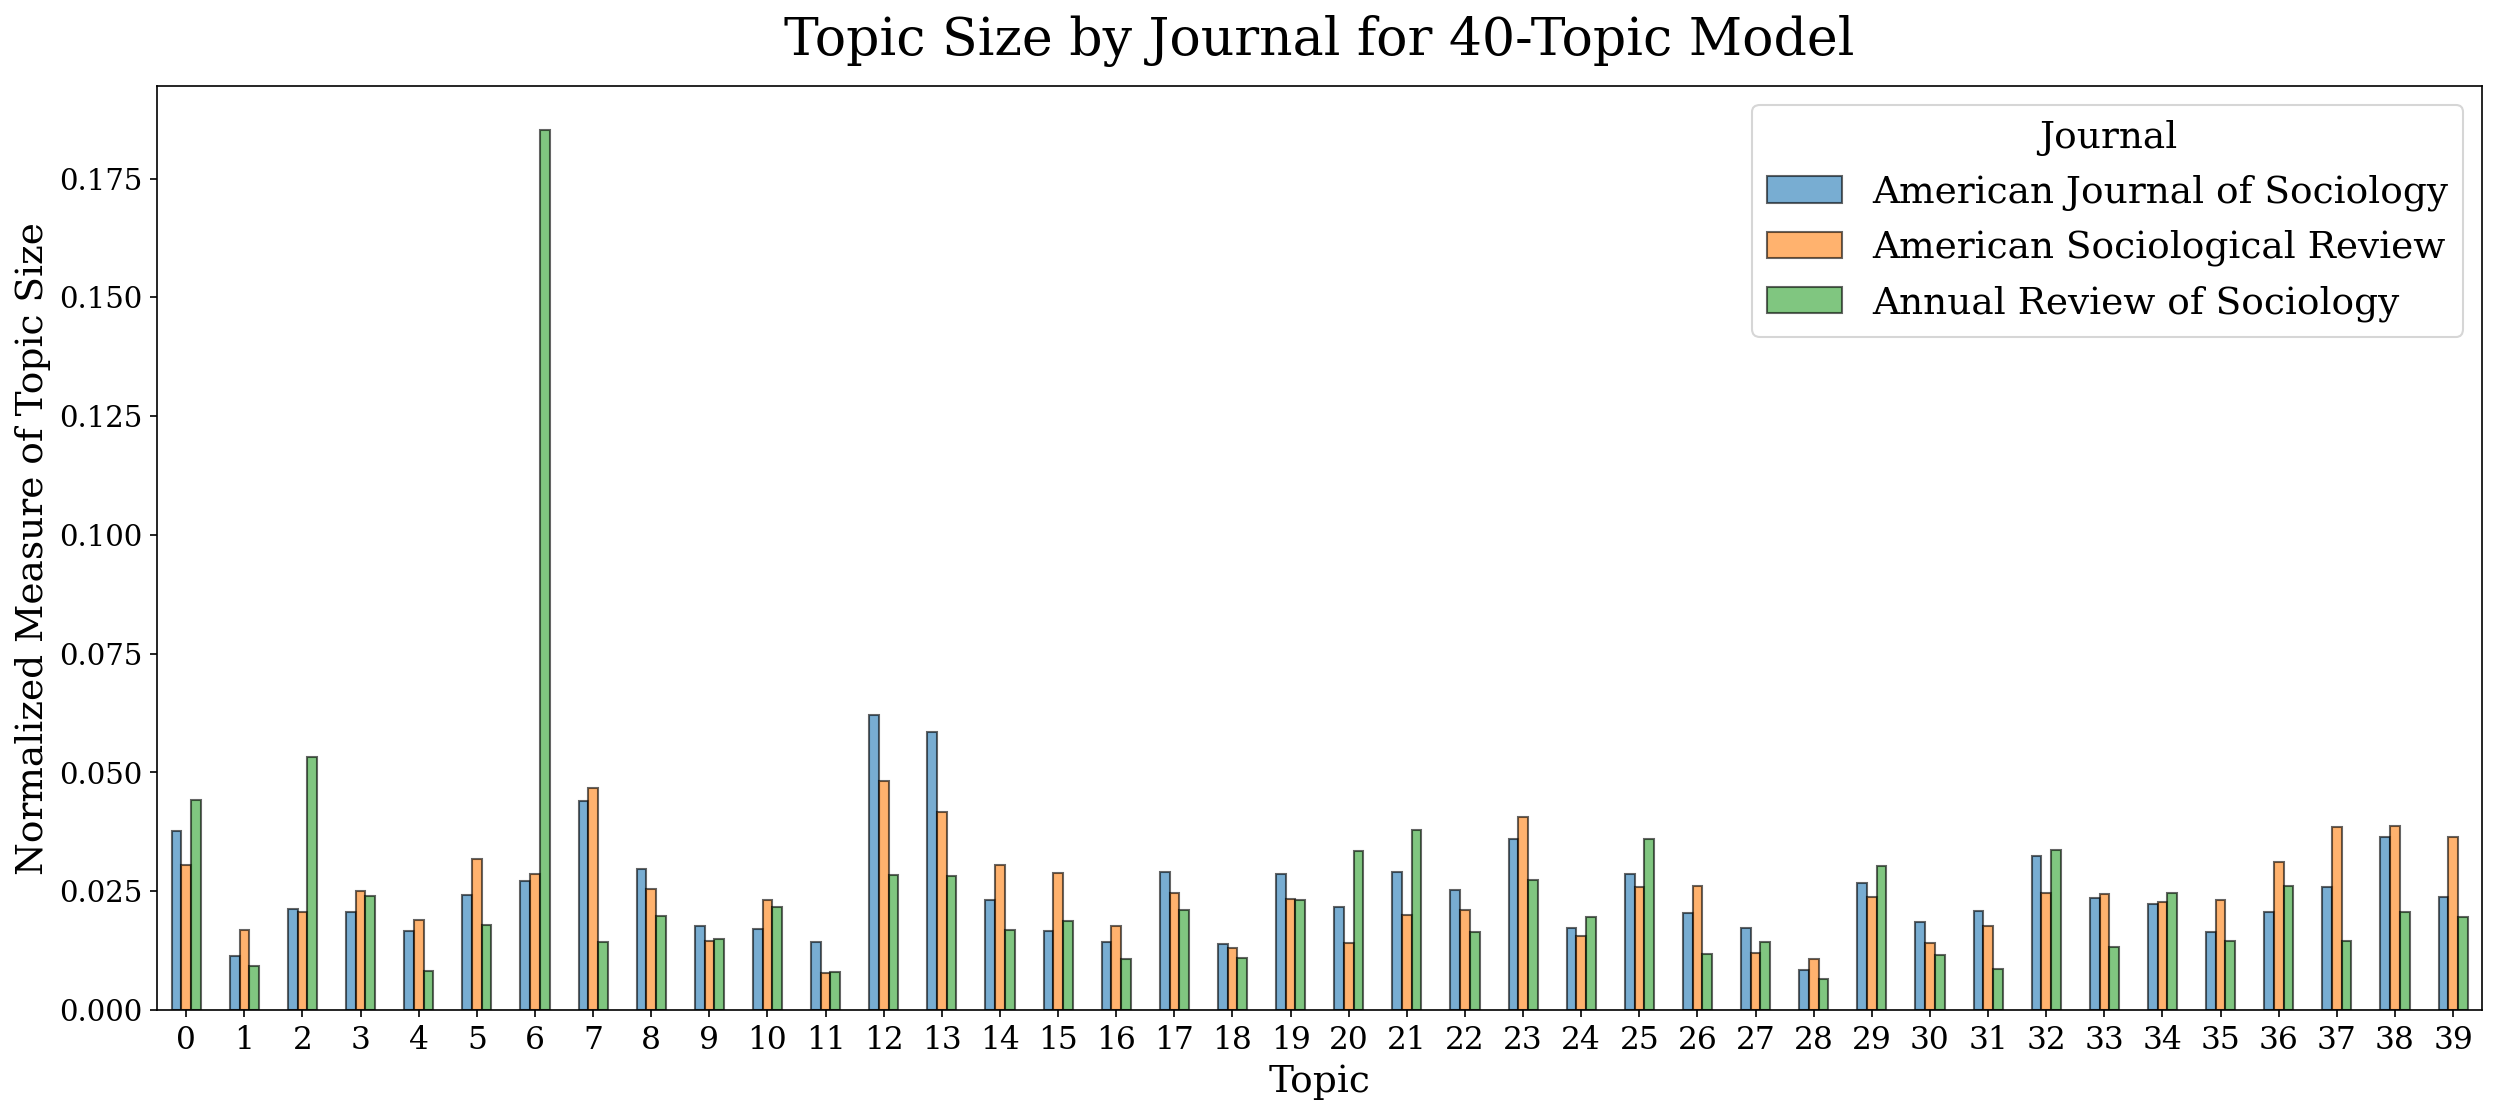 Topic Size by Journal for 40-Topic Model
Normalized Measure of Topic Size
0.175
0.150
0.125
0.100
0.075
0.050
0.025
0.000
Journal
American Journal of Sociology
American Sociological Review
Annual Review of Sociology
0 1 2 3 4 5 6 7 8 9 10 11 12 13 14 15 16 17 18 19 20 21 22 23 24 25 26 27 28 29 30 31 32 33 34 35 36 37 38 39
Topic